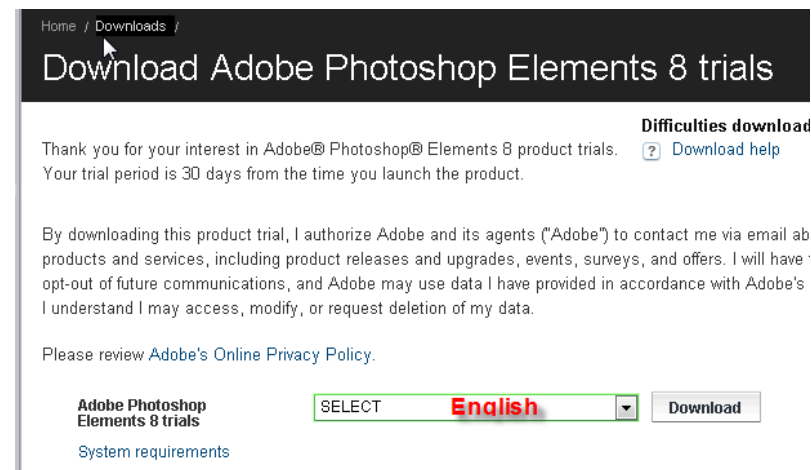 Home / Downloads /
Download Adobe Photoshop Elements 8 trials
Difficulties download
Thank you for your interest in Adobe® Photoshop® Elements 8 product trials.
? Download help
Your trial period is 30 days from the time you launch the product.
By downloading this product trial, I authorize Adobe and its agents ("Adobe") to contact me via email ab
products and services, including product releases and upgrades, events, surveys, and offers. I will have
opt-out of future communications, and Adobe may use data I have provided in accordance with Adobe's
I understand I may access, modify, or request deletion of my data.
Please review Adobe's Online Privacy Policy.
Adobe Photoshop
Elements 8 trials
SELECT English Download
System requirements